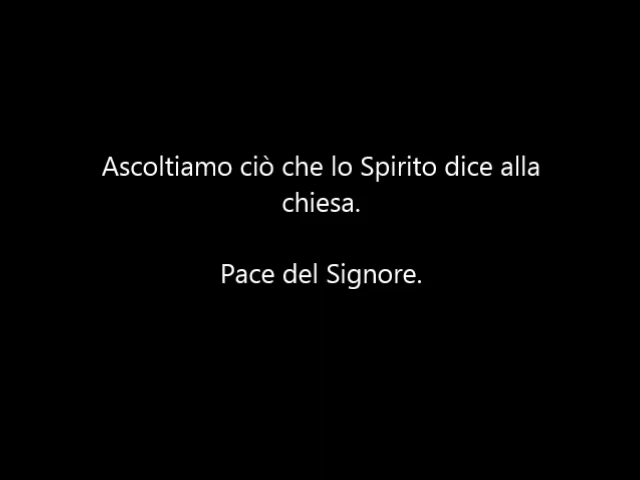 Ascoltiamo ciò che lo Spirito dice alla
chiesa.
Pace del Signore.